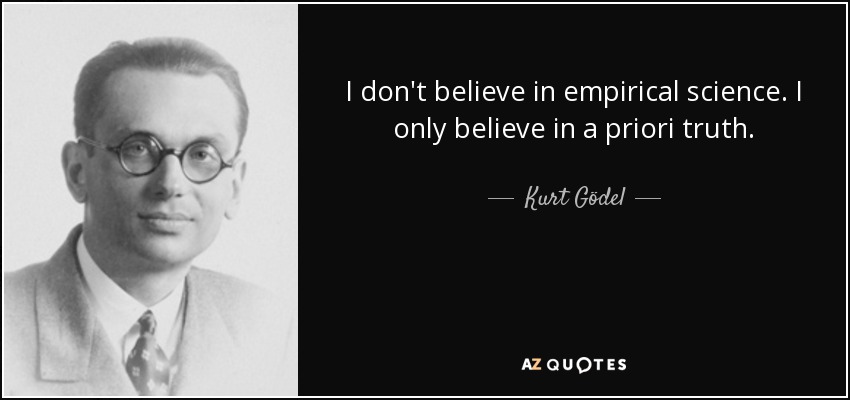 I don't believe in empirical science. I
only believe in a priori truth.
Kurt Gödel
AZ QUOTES